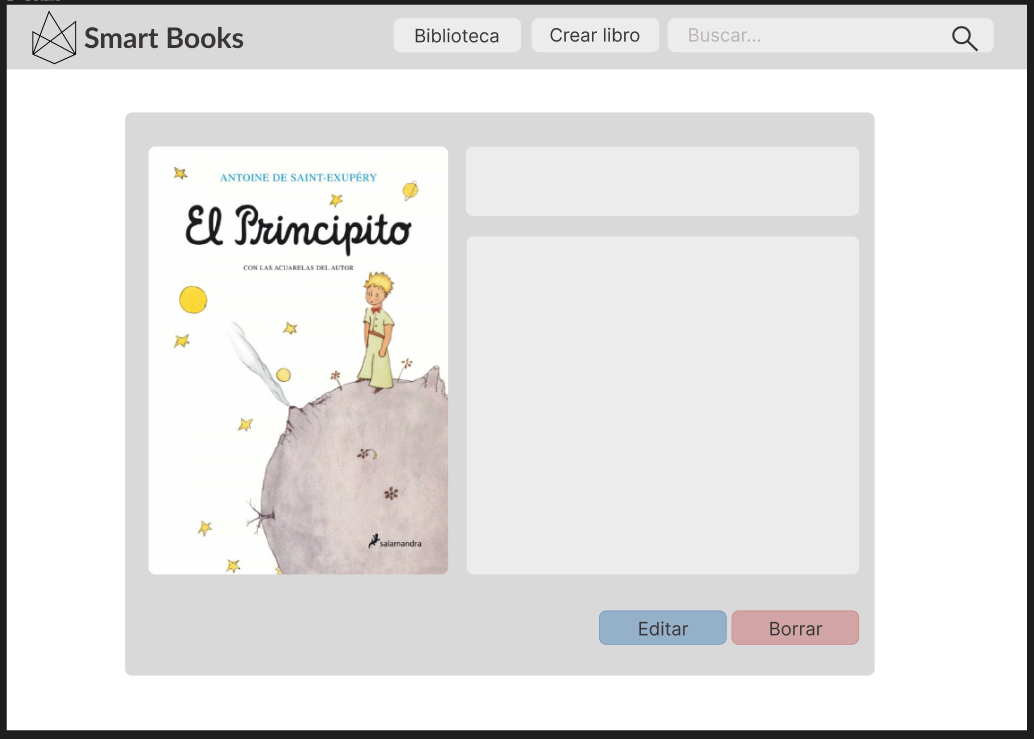 Smart Books
Biblioteca
Crear libro
Buscar...
ANTOINE DE SAINT-EXUPÉRY
El Principito
CON LAS ACUARELAS DEL AUTOR
salamandra
Editar
Borrar